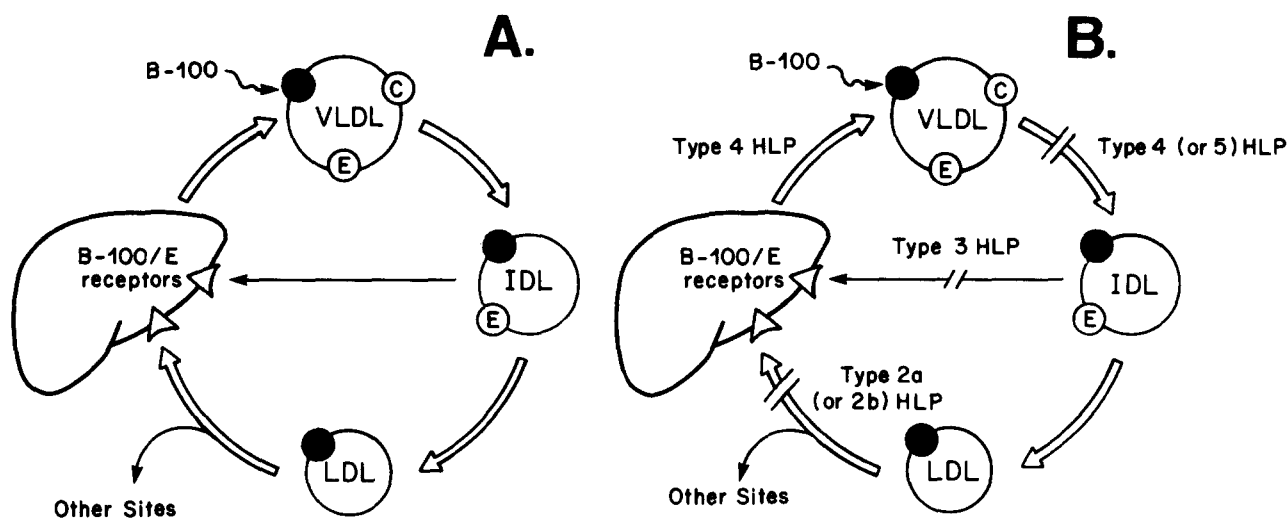 A.
B-100
C
VLDL
E
B-100/E
receptors
IDL
E
LDL
Other Sites
B.
B-100
C
VLDL
E
Type 4 HLP
Type 4 (or 5) HLP
B-100/E
receptors
Type 3 HLP
IDL
E
Type 2a
(or 2b) HLP
LDL
Other Sites